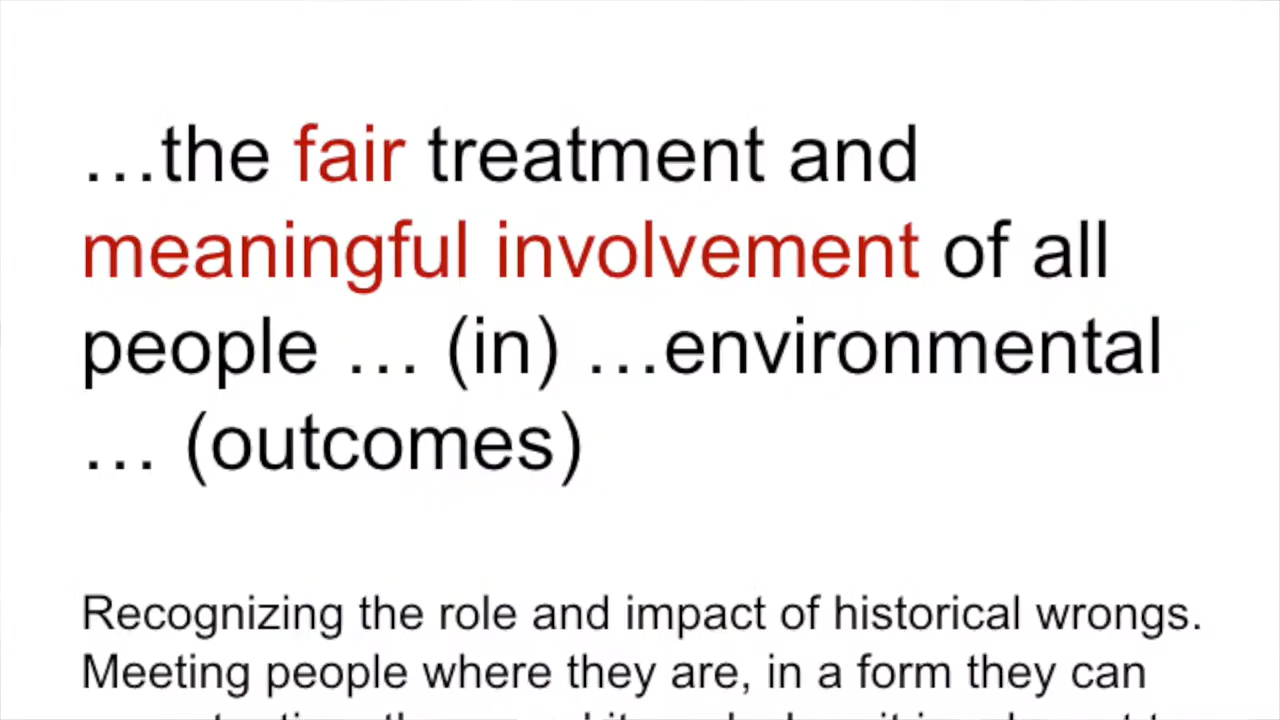 …the fair treatment and
meaningful involvement of all
people … (in) …environmental
… (outcomes)
Recognizing the role and impact of historical wrongs.
Meeting people where they are, in a form they can